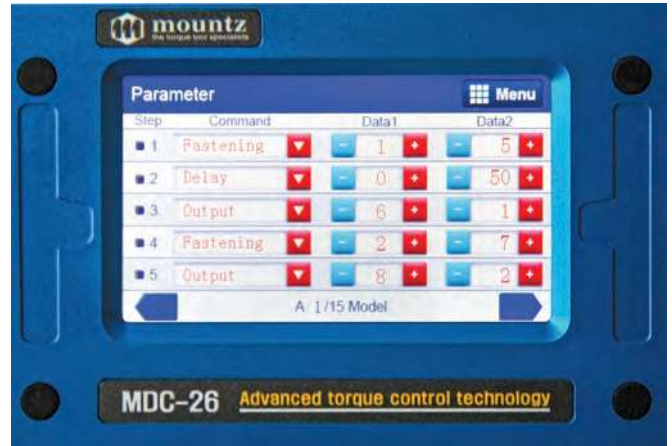 mountz
the torque tool specialists
Parameter Menu
Step Command Data1 Data2
1 Fastening - 1 + - 5 +
2 Delay - 0 + - 50 +
3 Output - 6 + - 1 +
4 Fastening - 2 + - 7 +
5 Output - 8 + - 2 +
A 1/15 Model
MDC-26 Advanced torque control technology